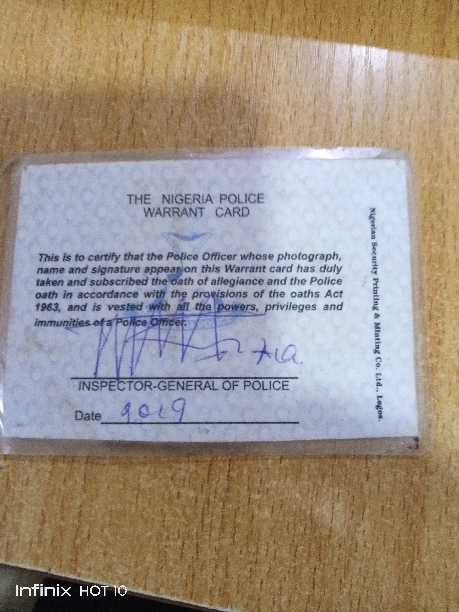 THE NIGERIA POLICE
WARRANT CARD
This is to certify that the Police Officer whose photograph,
name and signature appear on this Warrant card has duly
taken and subscribed the oath of allegiance and the Police
oath in accordance with the provisions of the oaths Act
1963, and is vested with all the powers, privileges and
immunities of a Police Officer.
INSPECTOR-GENERAL OF POLICE
Date 2019
Nigerian Security Printing & Minting Co. Ltd., Lagos.
Infinix HOT 10